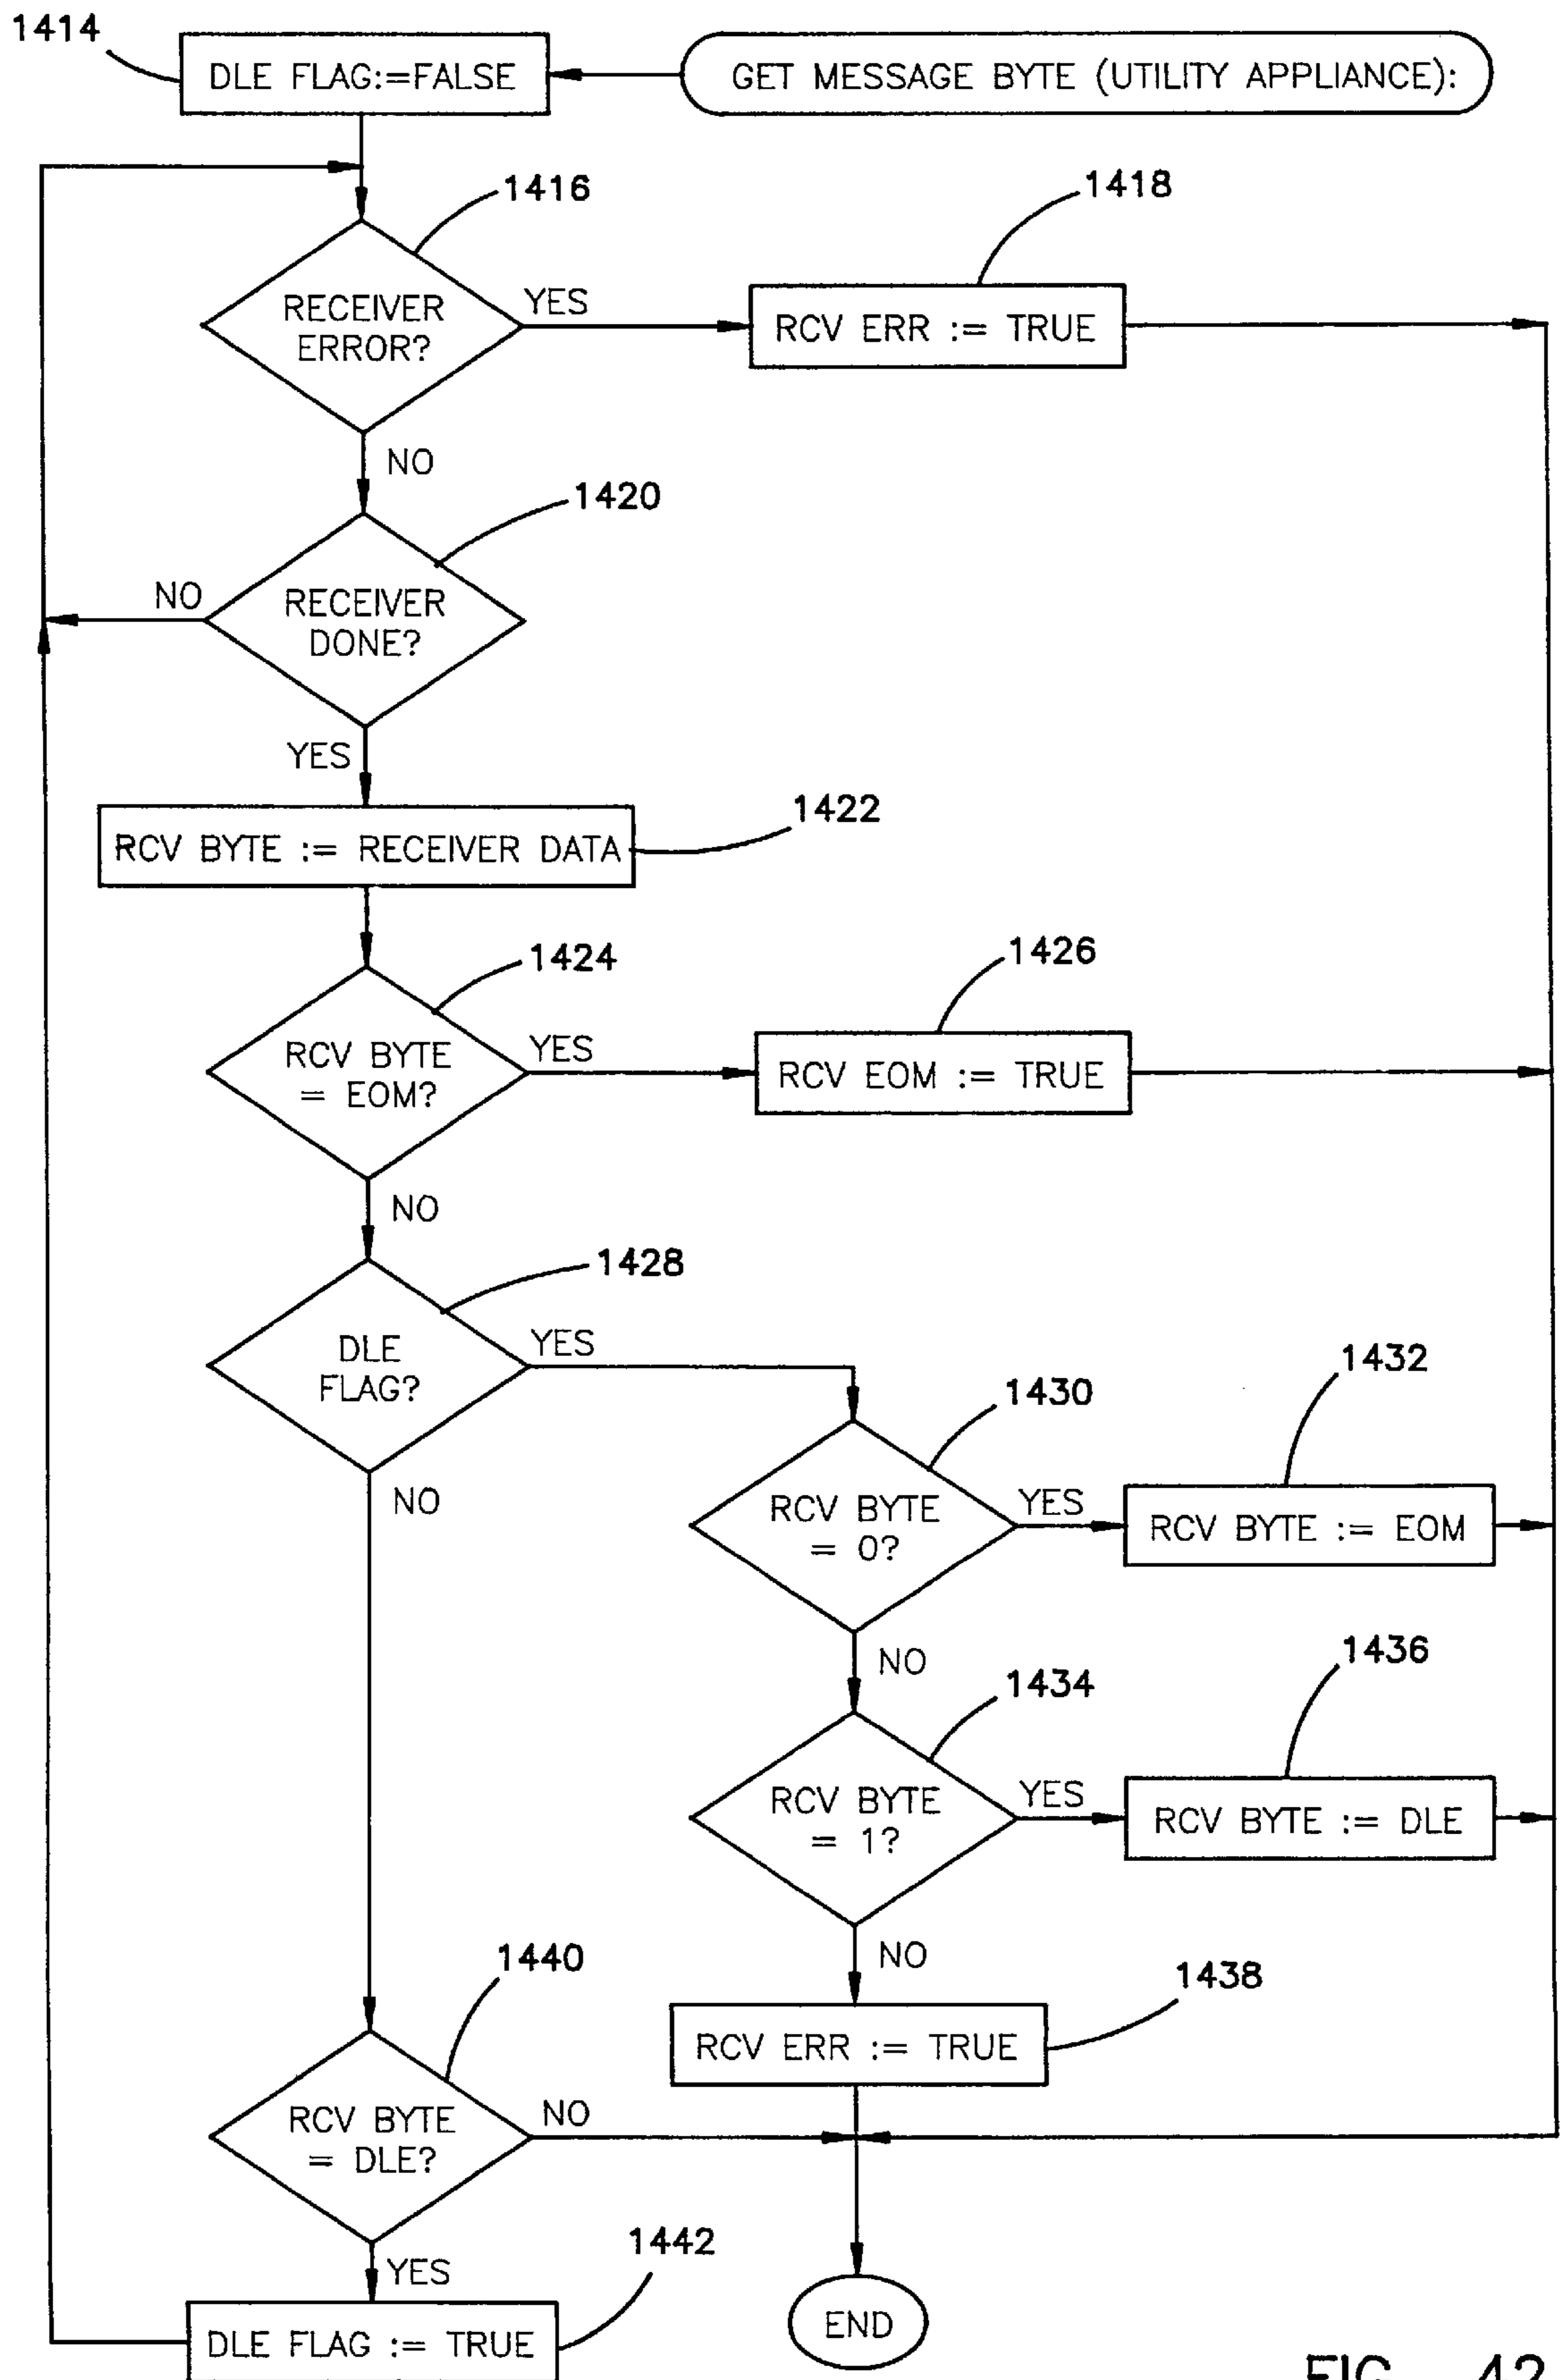 1414
DLE FLAG:=FALSE
GET MESSAGE BYTE (UTILITY APPLIANCE):
1416
1418
RECEIVER
ERROR?
YES
RCV ERR := TRUE
NO
1420
RECEIVER
DONE?
NO
YES
1422
RCV BYTE := RECEIVER DATA
1424
1426
RCV BYTE
= EOM?
YES
RCV EOM := TRUE
NO
1428
DLE
FLAG?
YES
NO
1430
1432
RCV BYTE
= 0?
YES
RCV BYTE := EOM
NO
1434
1436
RCV BYTE
= 1?
YES
RCV BYTE := DLE
NO
1438
RCV ERR := TRUE
1440
RCV BYTE
= DLE?
NO
YES
1442
DLE FLAG := TRUE
END
FIG. 42